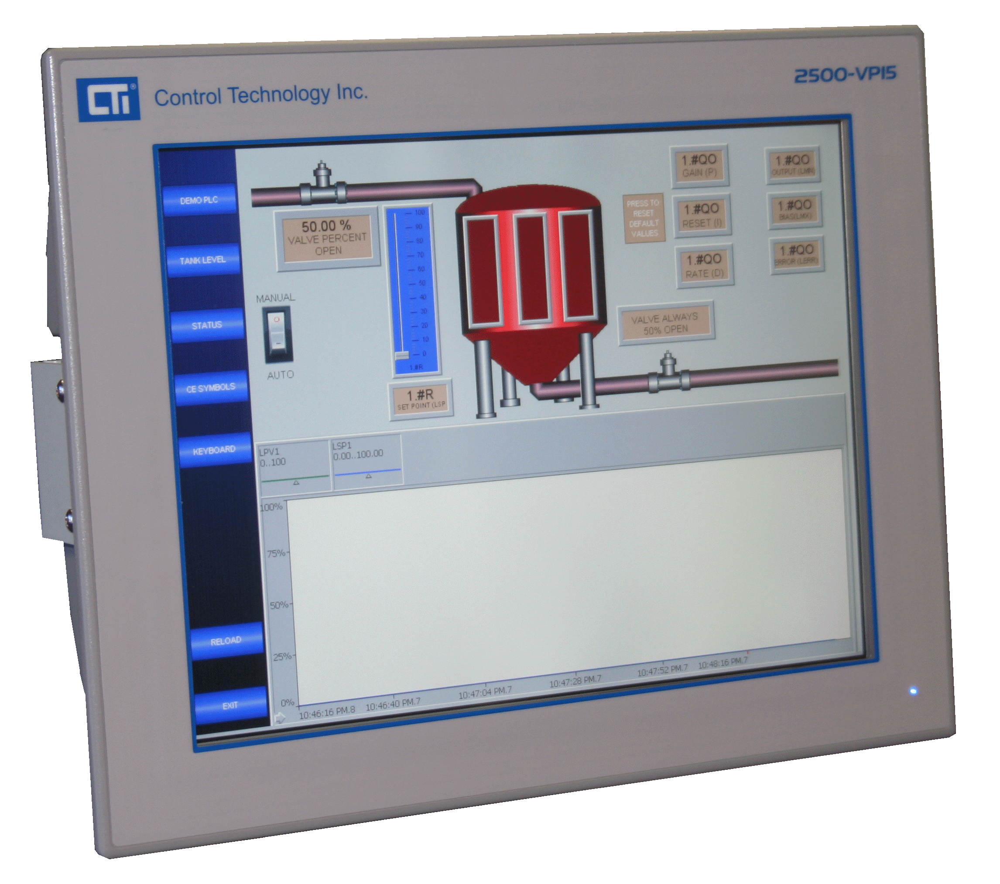 CTi®
Control Technology Inc.
2500-VP15
DEMO PLC
TANK LEVEL
STATUS
CE SYMBOLS
KEYBOARD
RELOAD
EXIT
50.00 %
VALVE PERCENT
OPEN
MANUAL
AUTO
100
90
80
70
60
50
40
30
20
10
0
1.#R
1.#R
SET POINT (LSP
PRESS TO
RESET
DEFAULT
VALUES
1.#QO
GAIN (P)
1.#QO
RESET (I)
1.#QO
RATE (D)
1.#QO
OUTPUT (LMN)
1.#QO
BIAS(LMX)
1.#QO
ERROR (LERR)
VALVE ALWAYS
50% OPEN
LPV1
0..100
LSP1
0.00..100.00
100%
75%
50%
25%
0%
10:46:16 PM.8
10:46:40 PM.7
10:47:04 PM.7
10:47:28 PM.7
10:47:52 PM.7
10:48:16 PM.7